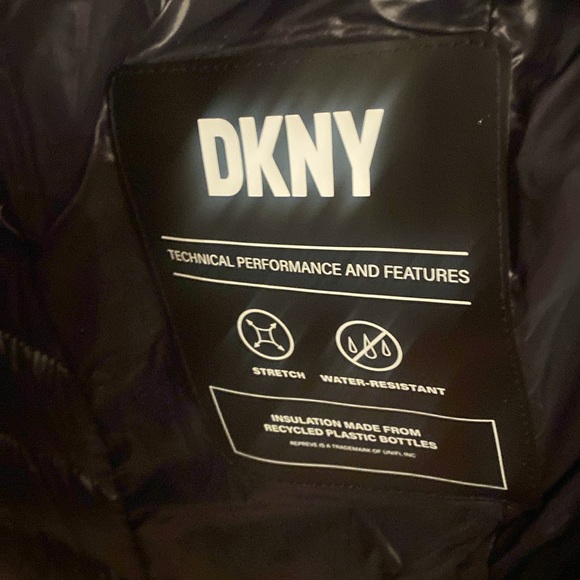 DKNY
TECHNICAL PERFORMANCE AND FEATURES
STRETCH WATER-RESISTANT
INSULATION MADE FROM
RECYCLED PLASTIC BOTTLES
REPREVE IS A TRADEMARK OF UNIFI, INC